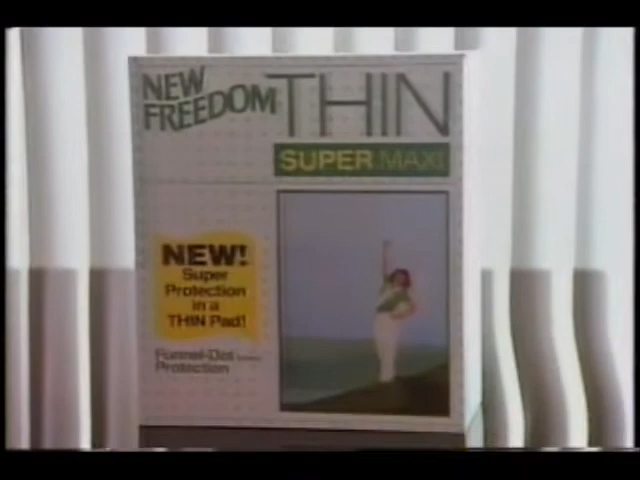 NEW
FREEDOM
THIN
SUPER MAXI
NEW!
Super
Protection
in a
THIN Pad!
Funnel-Dot
Protection